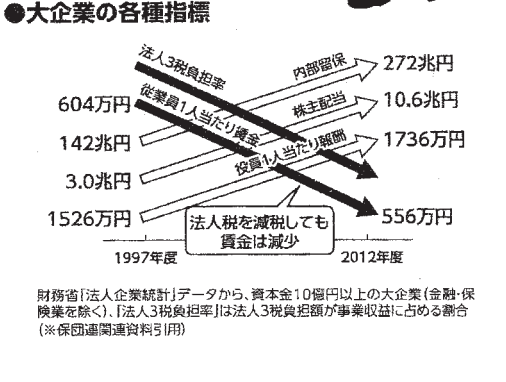 ●大企業の各種指標
法人3税負担率
従業員1人当たり賃金
内部留保
株主配当
役員1人当たり報酬
604万円
142兆円
3.0兆円
1526万円
272兆円
10.6兆円
1736万円
556万円
法人税を減税しても
賃金は減少
1997年度
2012年度
財務省「法人企業統計」データから、資本金10億円以上の大企業(金融・保
険業を除く)、「法人3税負担率」は法人3税負担額が事業収益に占める割合
(※保団連関連資料引用)